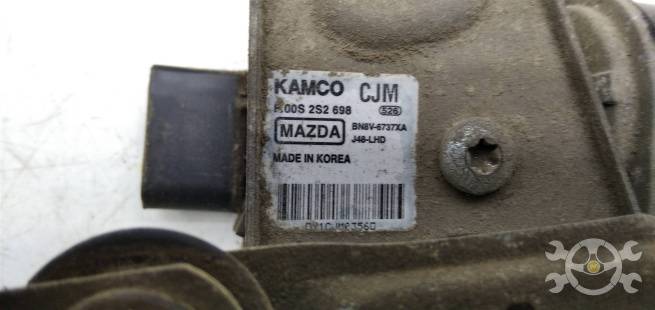 KAMCO CJM
F.00S 2S2 698 526
MAZDA BN8V-6737XA
J48-LHD
MADE IN KOREA